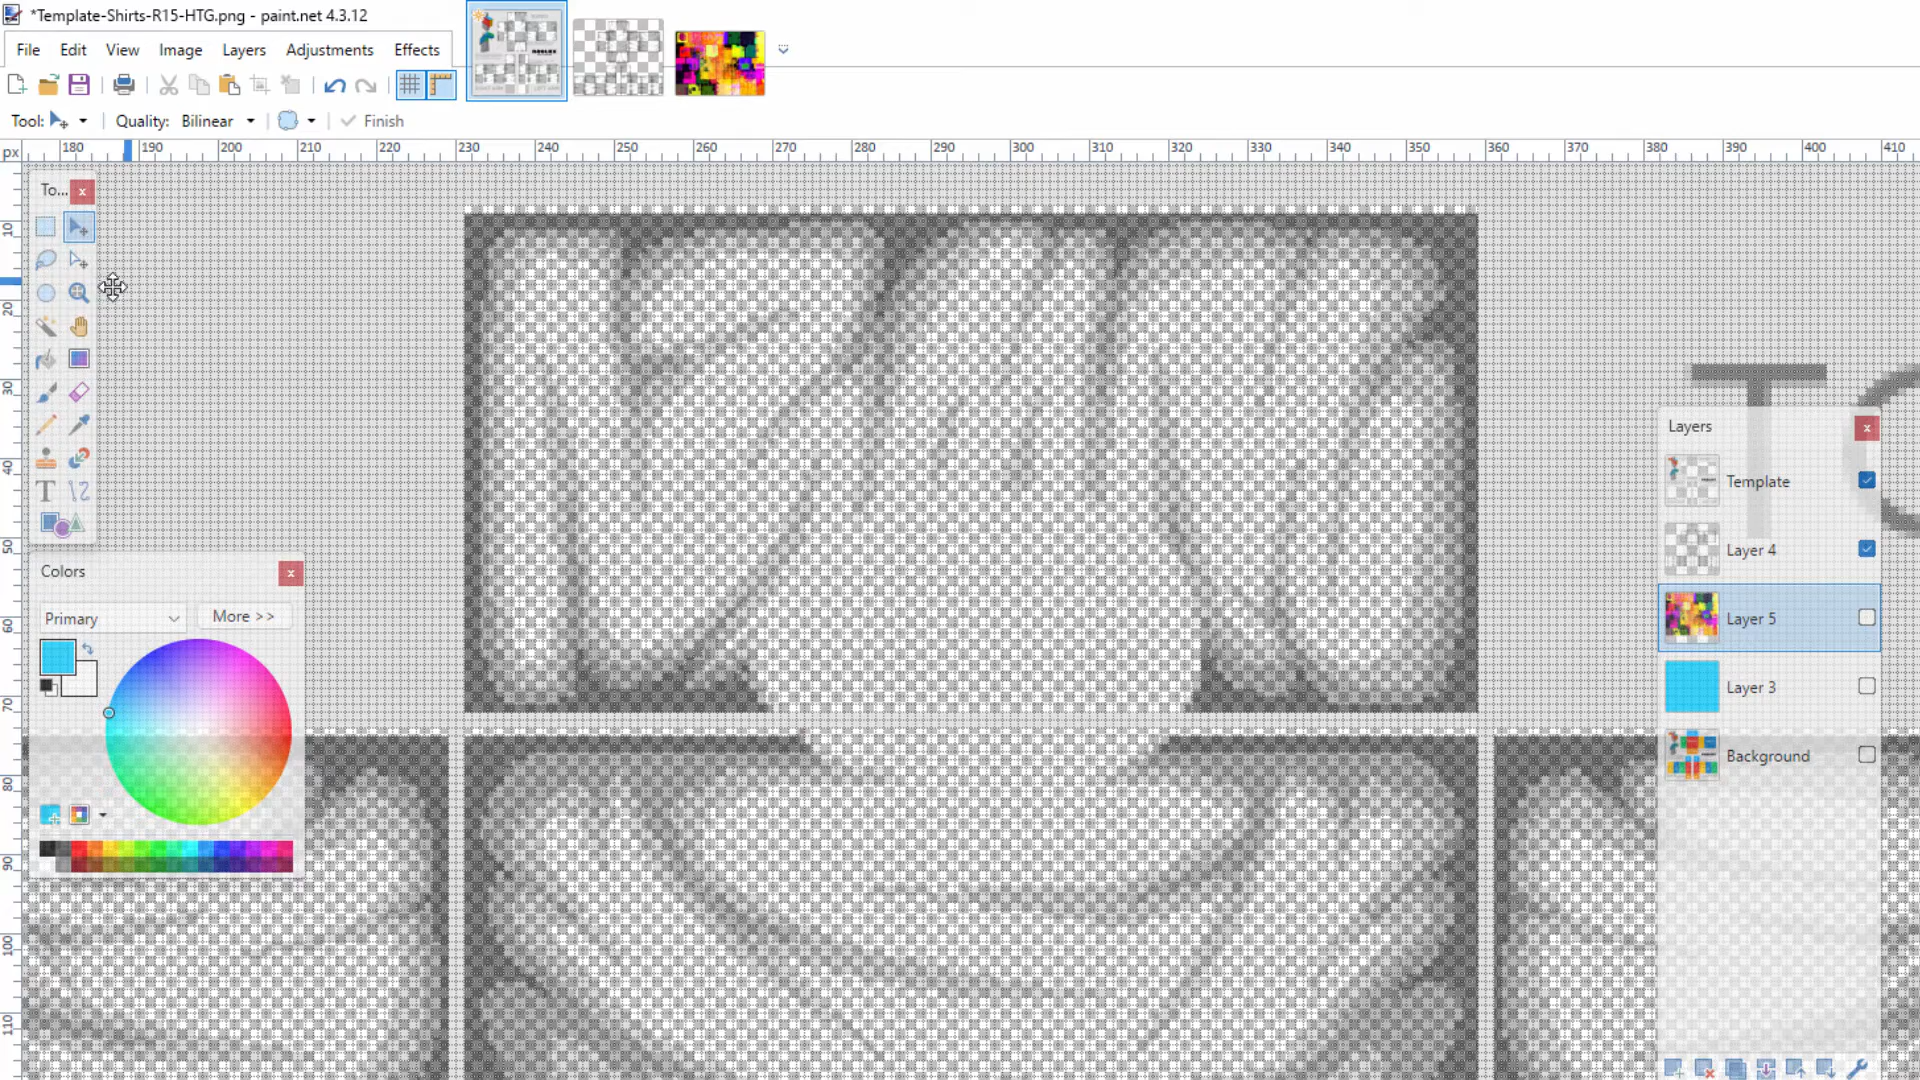 *Template-Shirts-R15-HTG.png - paint.net 4.3.12
File Edit View Image Layers Adjustments Effects
Tool: Quality: Bilinear Finish
px 180 190 200 210 220 230 240 250 260 270 280 290 300 310 320 330 340 350 360 370 380 390 400 410
To... x
10
20
30
40
50
60
70
80
90
100
110
TO
Colors x
Primary More >>
Layers x
Template
Layer 4
Layer 5
Layer 3
Background